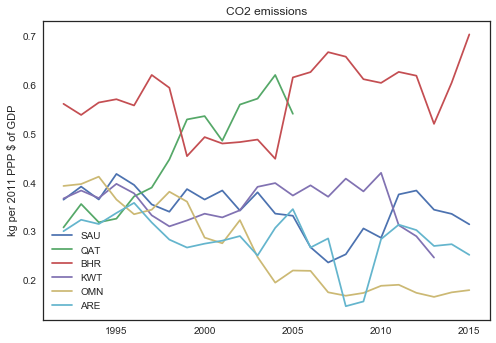 CO2 emissions
kg per 2011 PPP $ of GDP
0.7
0.6
0.5
0.4
0.3
0.2
SAU
QAT
BHR
KWT
OMN
ARE
1995
2000
2005
2010
2015